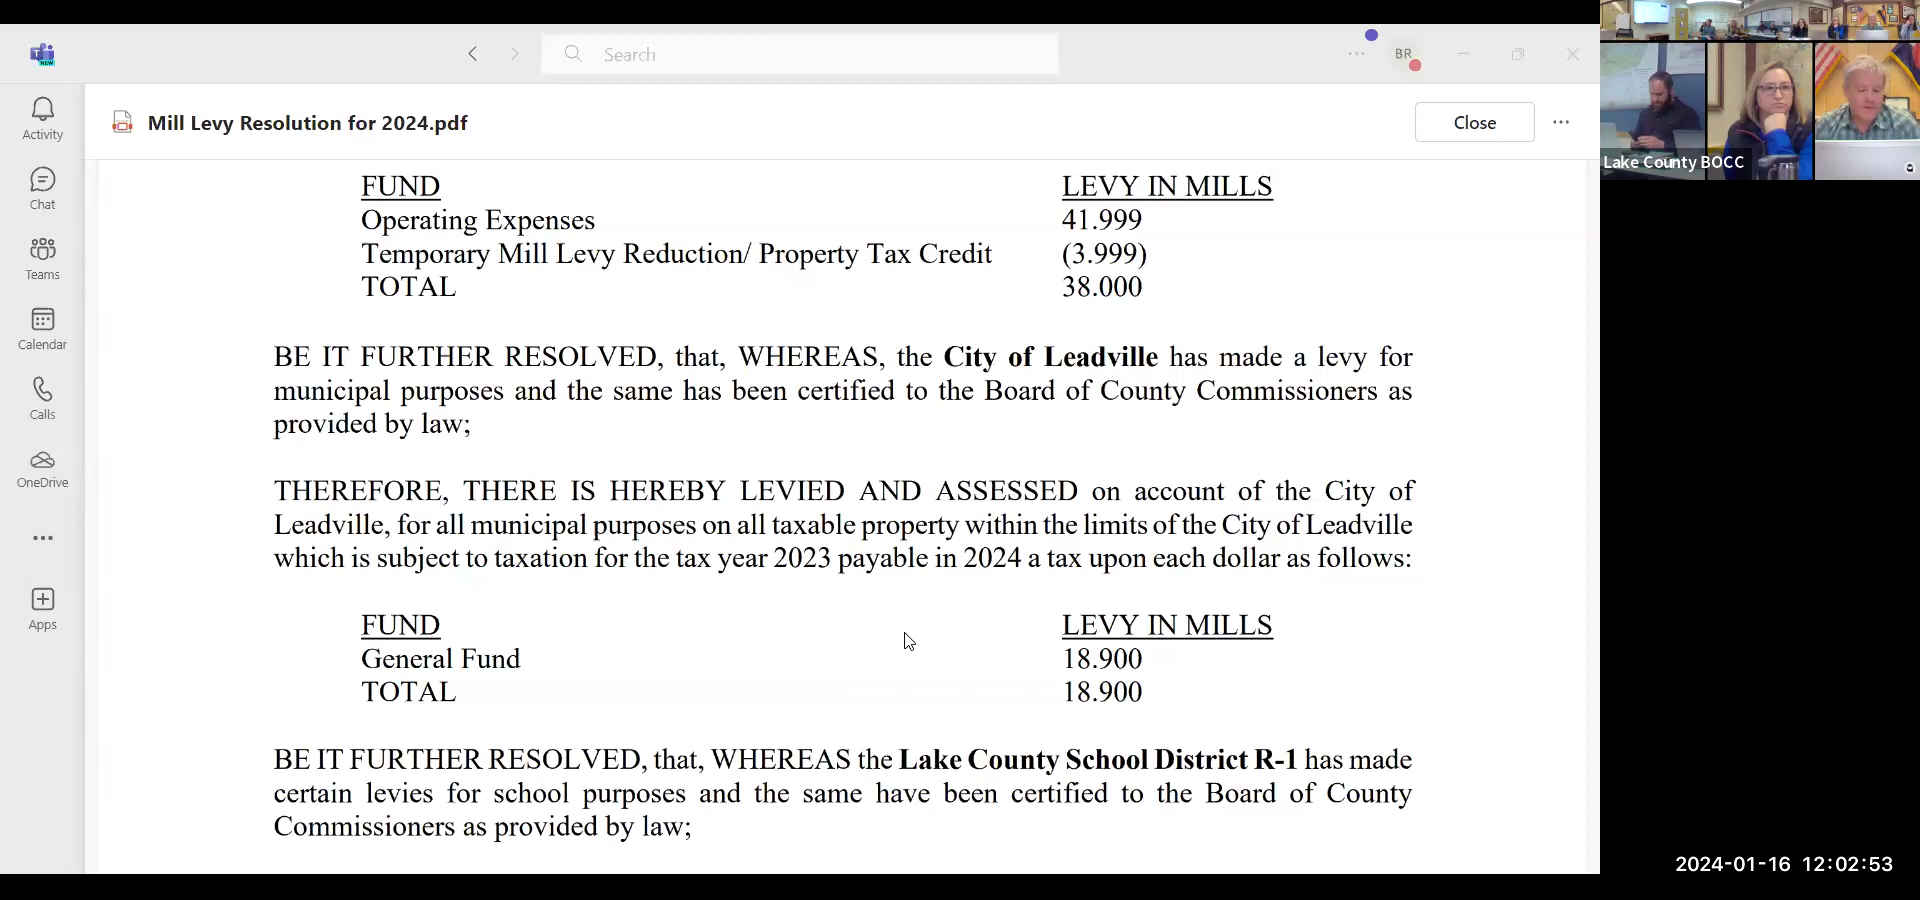 Search
BR
NEW
Activity
Chat
Teams
Calendar
Calls
OneDrive
Apps
Mill Levy Resolution for 2024.pdf
Close
FUND LEVY IN MILLS
Operating Expenses 41.999
Temporary Mill Levy Reduction/ Property Tax Credit (3.999)
TOTAL 38.000
BE IT FURTHER RESOLVED, that, WHEREAS, the City of Leadville has made a levy for
municipal purposes and the same has been certified to the Board of County Commissioners as
provided by law;
THEREFORE, THERE IS HEREBY LEVIED AND ASSESSED on account of the City of
Leadville, for all municipal purposes on all taxable property within the limits of the City of Leadville
which is subject to taxation for the tax year 2023 payable in 2024 a tax upon each dollar as follows:
FUND LEVY IN MILLS
General Fund 18.900
TOTAL 18.900
BE IT FURTHER RESOLVED, that, WHEREAS the Lake County School District R-1 has made
certain levies for school purposes and the same have been certified to the Board of County
Commissioners as provided by law;
Lake County BOCC
2024-01-16 12:02:53